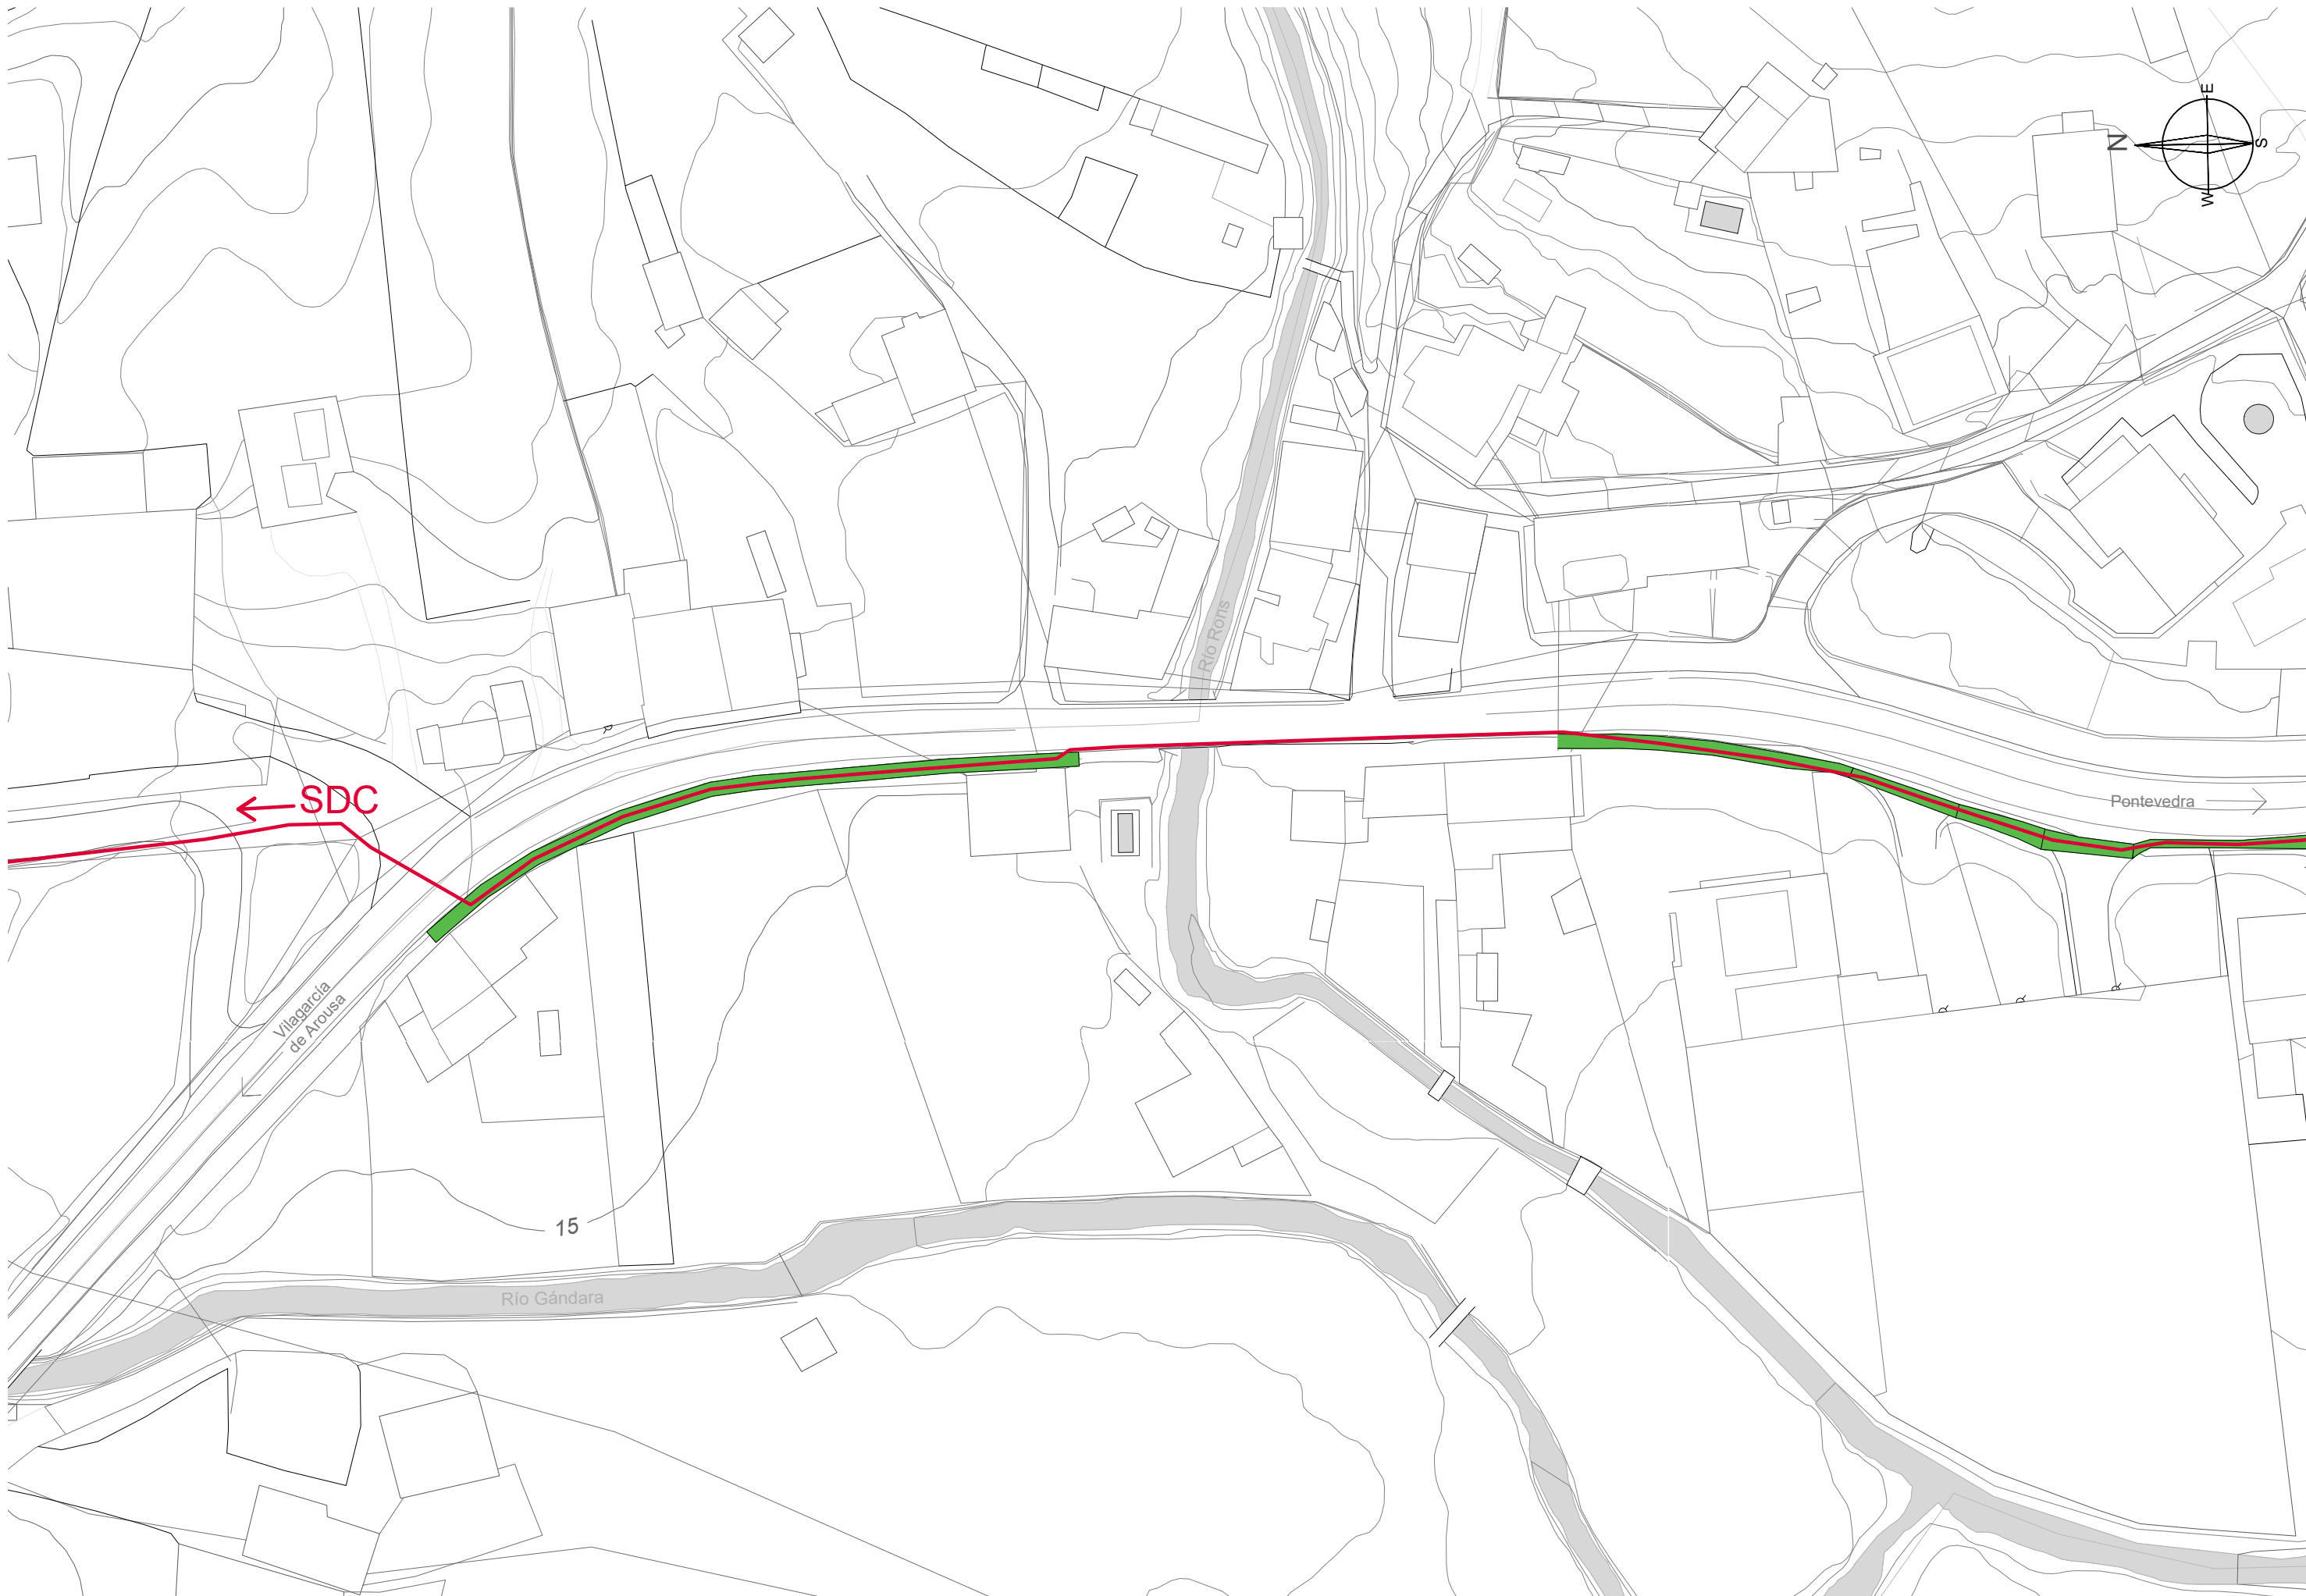 E
N
S
W
Río Rons
SDC
Pontevedra
Vilagarcía
de Arousa
15
Río Gándara